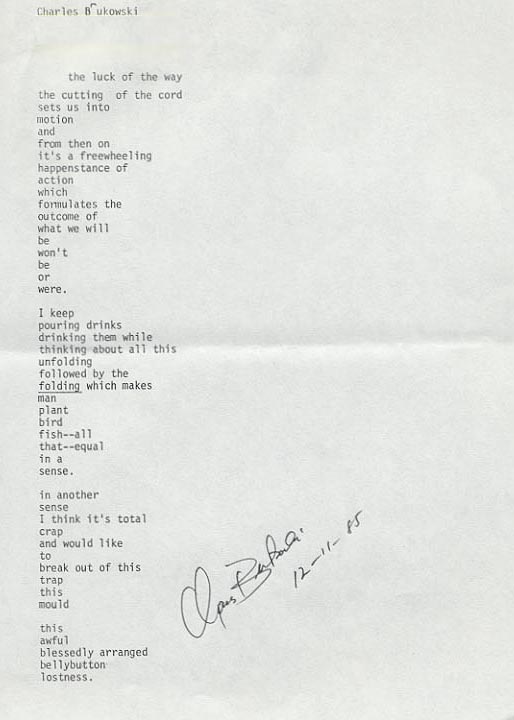 Charles Brukowski
the luck of the way
the cutting of the cord
sets us into
motion
and
from then on
it's a freewheeling
happenstance of
action
which
formulates the
outcome of
what we will
be
won't
be
or
were.
I keep
pouring drinks
drinking them while
thinking about all this
unfolding
followed by the
folding which makes
man
plant
bird
fish--all
that--equal
in a
sense.
in another
sense
I think it's total
crap
and would like
to
break out of this
trap
this
mould
this
awful
blessedly arranged
bellybutton
lostness.
12-11-85